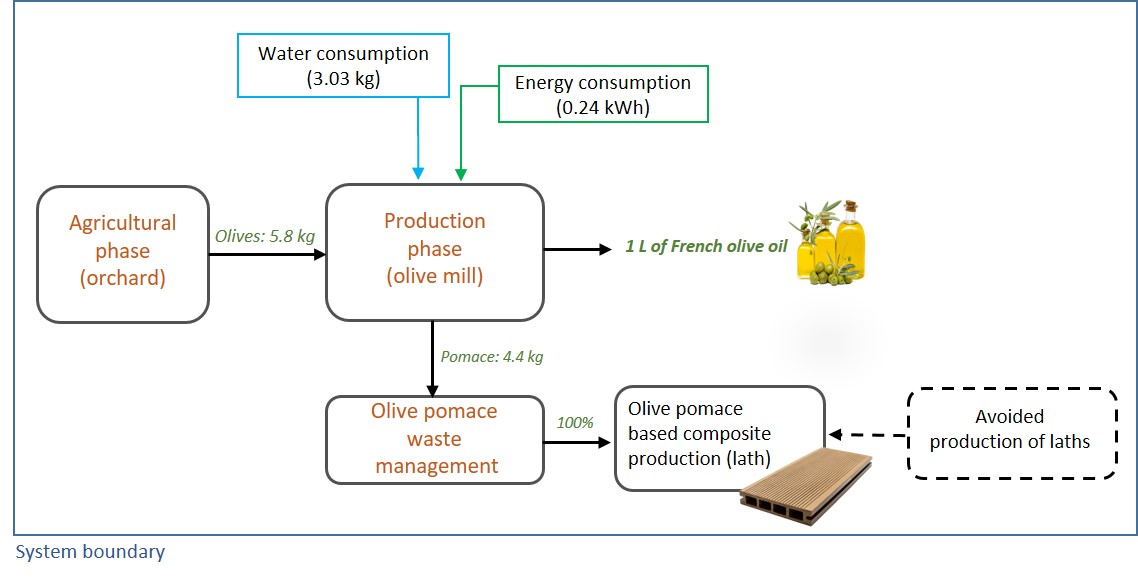 Water consumption
(3.03 kg)
Energy consumption
(0.24 kWh)
Agricultural
phase
(orchard)
Olives: 5.8 kg
Production
phase
(olive mill)
1 L of French olive oil
Pomace: 4.4 kg
Olive pomace
waste
management
100%
Olive pomace
based composite
production (lath)
Avoided
production of laths
System boundary